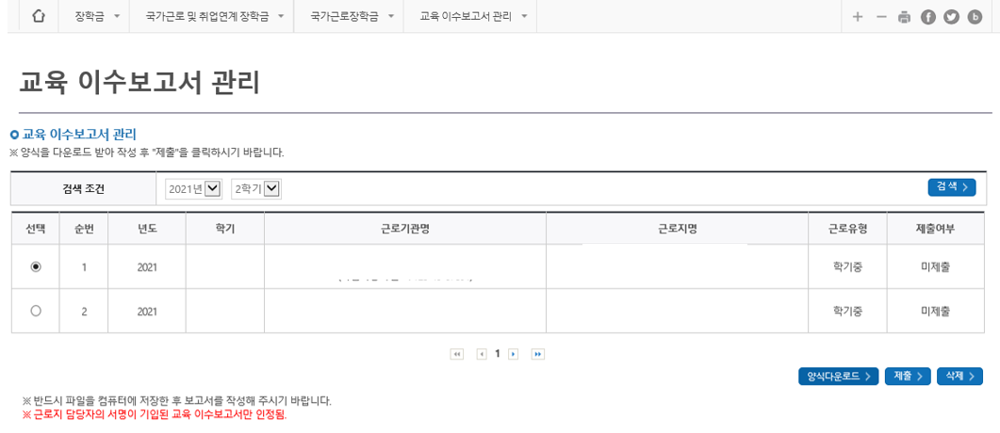 장학금 국가근로 및 취업연계 장학금 국가근로장학금 교육 이수보고서 관리
교육 이수보고서 관리
교육 이수보고서 관리
※ 양식을 다운로드 받아 작성 후 "제출"을 클릭하시기 바랍니다.
검색 조건 2021년 2학기 검색
선택 순번 년도 학기 근로기관명 근로지명 근로유형 제출여부
1 2021 학기중 미제출
2 2021 학기중 미제출
1
양식다운로드 제출 삭제
※ 반드시 파일을 컴퓨터에 저장한 후 보고서를 작성해 주시기 바랍니다.
※ 근로지 담당자의 서명이 기입된 교육 이수보고서만 인정됨.